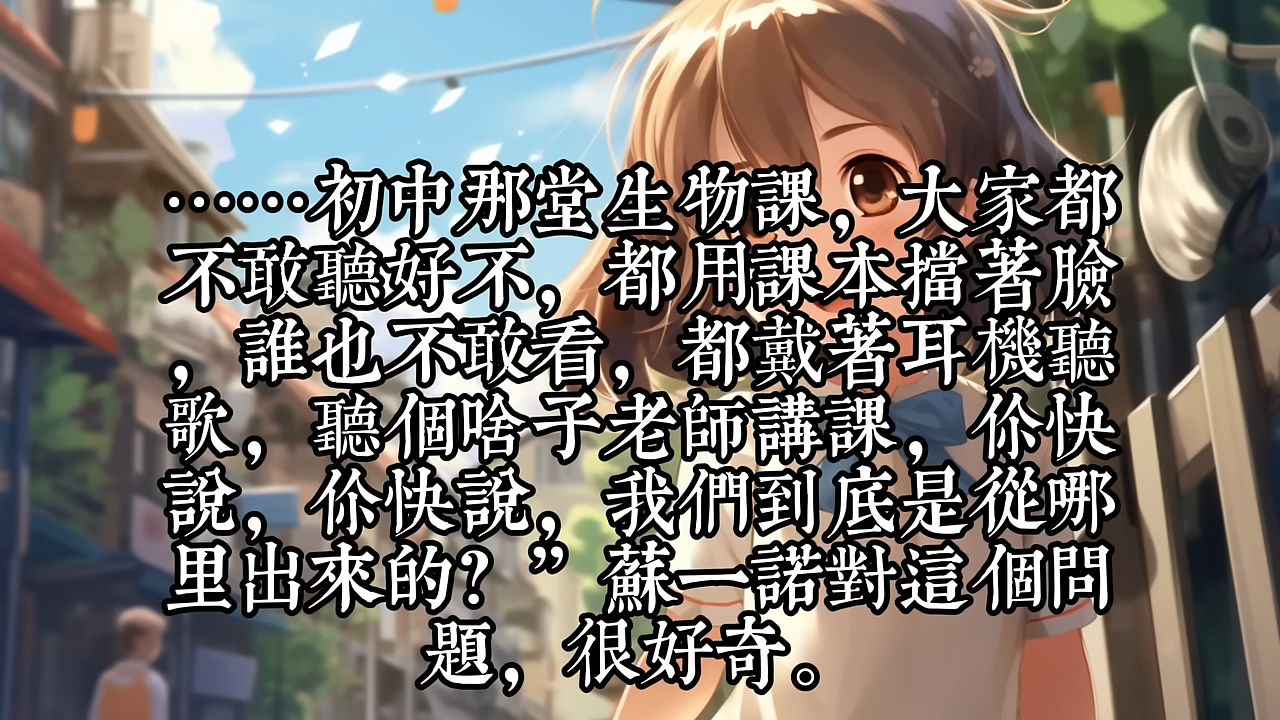 ……初中那堂生物課，大家都
不敢聽好不，都用課本擋著臉
，誰也不敢看，都戴著耳機聽
歌，聽個啥子老師講課，你快
說，你快說，我們到底是從哪
里出來的？”蘇一諾對這個問
題，很好奇。